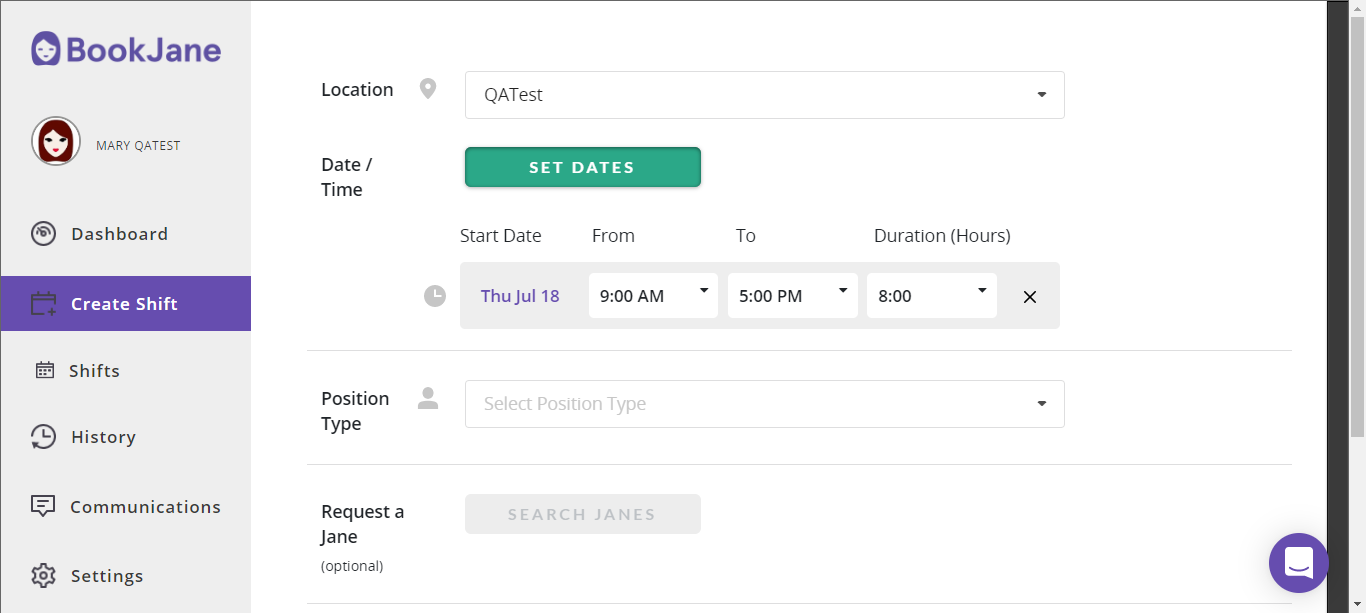 BookJane
MARY QATEST
Dashboard
Create Shift
Shifts
History
Communications
Settings
Location
QATest
Date /
Time
SET DATES
Start Date From To Duration (Hours)
Thu Jul 18 9:00 AM 5:00 PM 8:00
Position
Type
Select Position Type
Request a
Jane
(optional)
SEARCH JANES